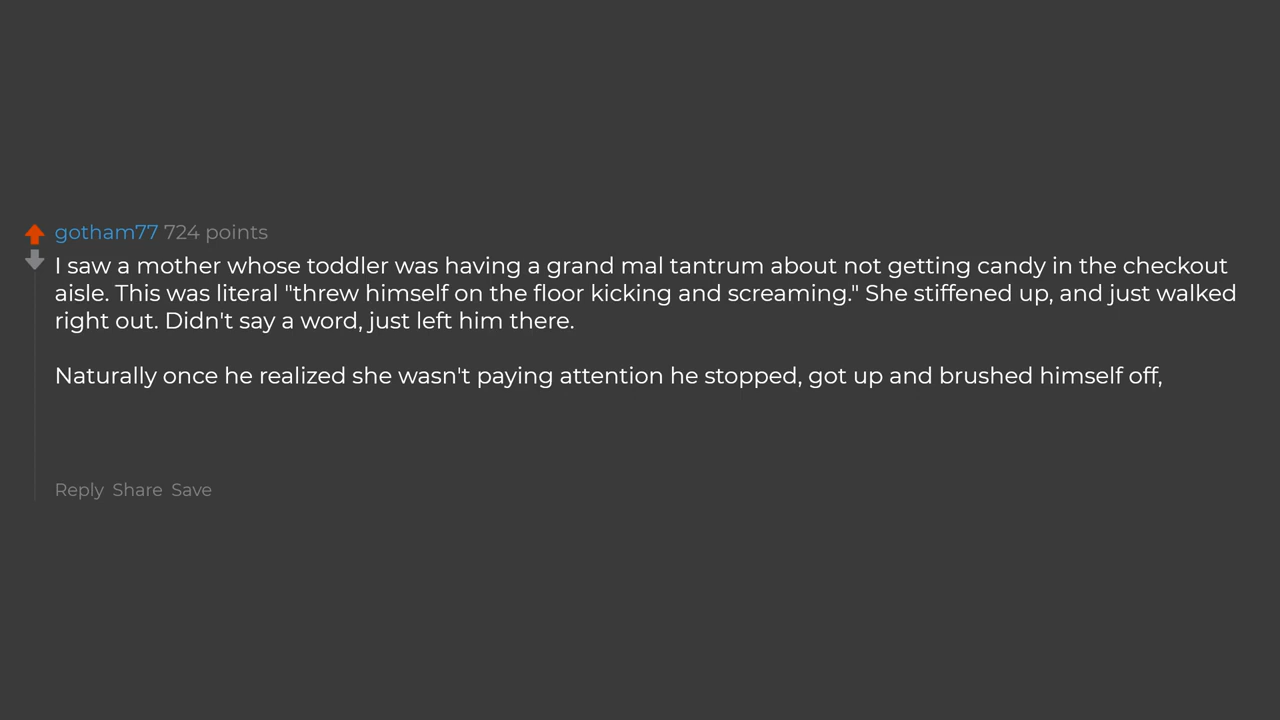 gotham77 724 points
I saw a mother whose toddler was having a grand mal tantrum about not getting candy in the checkout
aisle. This was literal "threw himself on the floor kicking and screaming." She stiffened up, and just walked
right out. Didn't say a word, just left him there.
Naturally once he realized she wasn't paying attention he stopped, got up and brushed himself off,
Reply Share Save